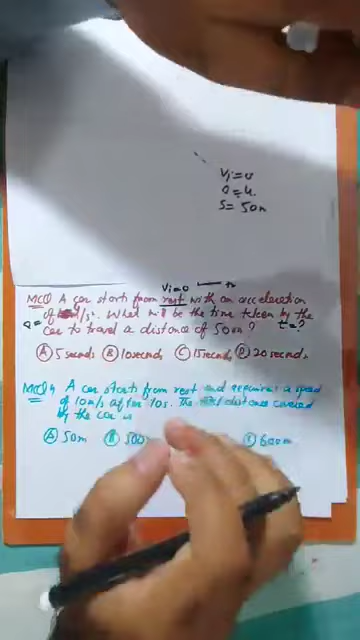 Vi=0
a=4
S= 50m
Vi=0
MCQ A car starts from rest with an acceleration
of m/s². What will be the time taken by the
a=
car to travel a distance of 50m? t=?
(A) 5 seconds (B) 10 seconds (C) 15 seconds (D) 20 seconds
MCQ 4 A car starts from rest and acquires a speed
of 10m/s after 10s. The distance covered
by the car is
(A) 50m (B) 500 600m